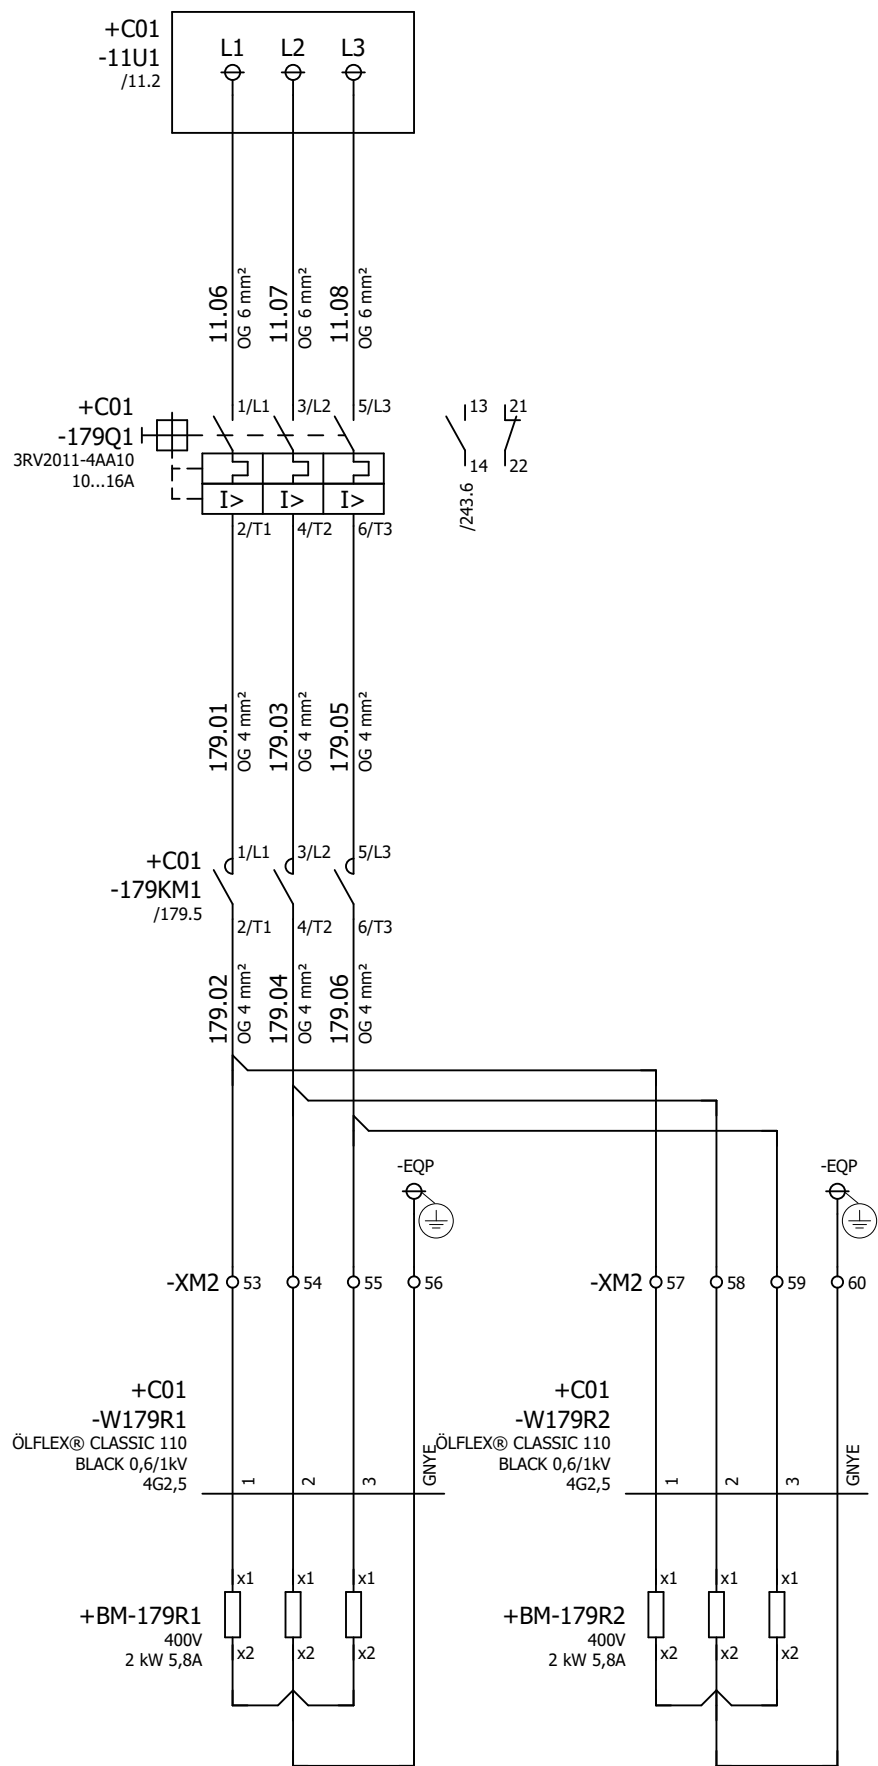 +C01
-11U1
/11.2
L1 L2 L3
11.06
OG 6 mm²
11.07
OG 6 mm²
11.08
OG 6 mm²
+C01
-179Q1
3RV2011-4AA10
10...16A
1/L1 3/L2 5/L3
I> I> I>
2/T1 4/T2 6/T3
13 21
14 22
/243.6
179.01
OG 4 mm²
179.03
OG 4 mm²
179.05
OG 4 mm²
+C01
-179KM1
/179.5
1/L1 3/L2 5/L3
2/T1 4/T2 6/T3
179.02
OG 4 mm²
179.04
OG 4 mm²
179.06
OG 4 mm²
-EQP
-EQP
-XM2 53 54 55 56
-XM2 57 58 59 60
+C01
-W179R1
ÖLFLEX® CLASSIC 110
BLACK 0,6/1kV
4G2,5
1 2 3 GNYE
+C01
-W179R2
ÖLFLEX® CLASSIC 110
BLACK 0,6/1kV
4G2,5
1 2 3 GNYE
+BM-179R1
400V
2 kW 5,8A
x1 x1 x1
x2 x2 x2
+BM-179R2
400V
2 kW 5,8A
x1 x1 x1
x2 x2 x2